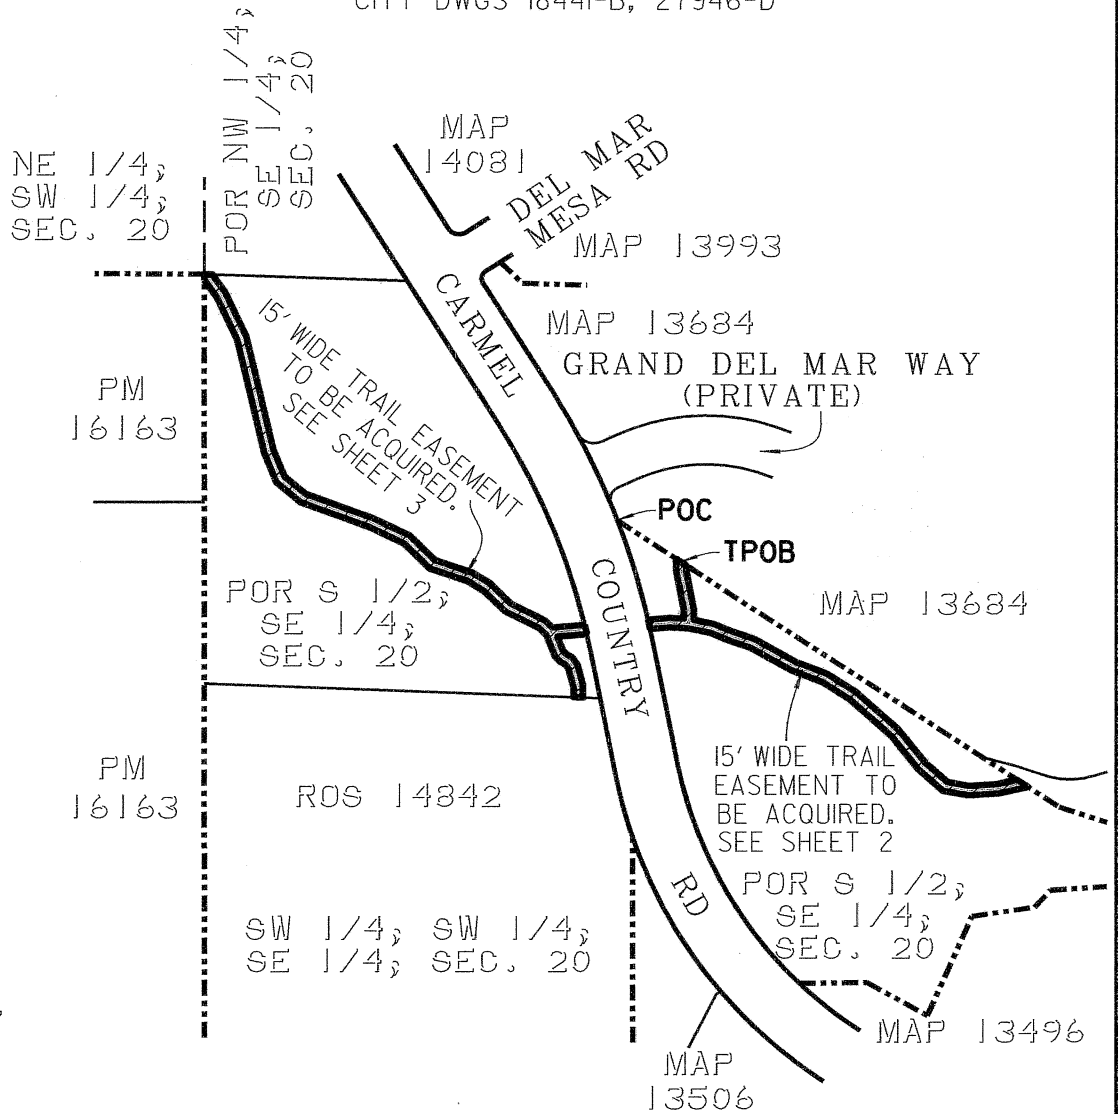 CITY DWGS 18441-B, 27946-D
POR NW 1/4,
SE 1/4,
SEC. 20
NE 1/4,
SW 1/4,
SEC. 20
MAP
14081
DEL MAR
MESA RD
MAP 13993
CARMEL
MAP 13684
GRAND DEL MAR WAY
(PRIVATE)
15' WIDE TRAIL EASEMENT
TO BE ACQUIRED.
SEE SHEET 3
PM
16163
POC
TPOB
COUNTRY
MAP 13684
POR S 1/2,
SE 1/4,
SEC. 20
PM
16163
ROS 14842
15' WIDE TRAIL
EASEMENT TO
BE ACQUIRED.
SEE SHEET 2
RD
POR S 1/2,
SE 1/4,
SEC. 20
SW 1/4, SW 1/4,
SE 1/4, SEC. 20
MAP 13496
MAP
13506